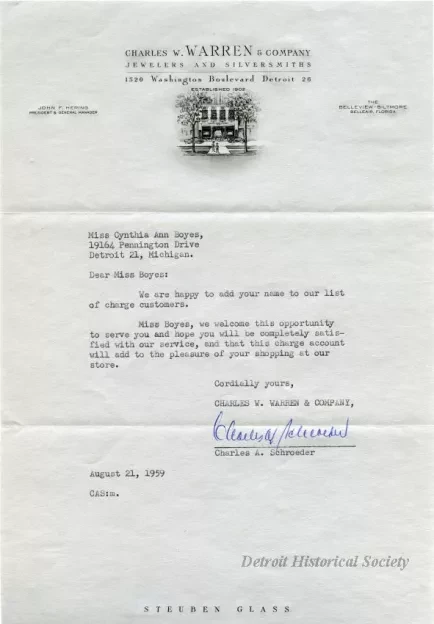 CHARLES W. WARREN & COMPANY
JEWELERS AND SILVERSMITHS
1520 Washington Boulevard Detroit 26
ESTABLISHED 1902
JOHN F. HERING
PRESIDENT & GENERAL MANAGER
THE
BELLEVIEW BILTMORE
BELLEAIR, FLORIDA
Miss Cynthia Ann Boyes,
19164 Pennington Drive
Detroit 21, Michigan.
Dear Miss Boyes:
We are happy to add your name to our list
of charge customers.
Miss Boyes, we welcome this opportunity
to serve you and hope you will be completely satis-
fied with our service, and that this charge account
will add to the pleasure of your shopping at our
store.
Cordially yours,
CHARLES W. WARREN & COMPANY,
Charles A Schroeder
Charles A. Schroeder
August 21, 1959
CAS:m.
Detroit Historical Society
STEUBEN GLASS